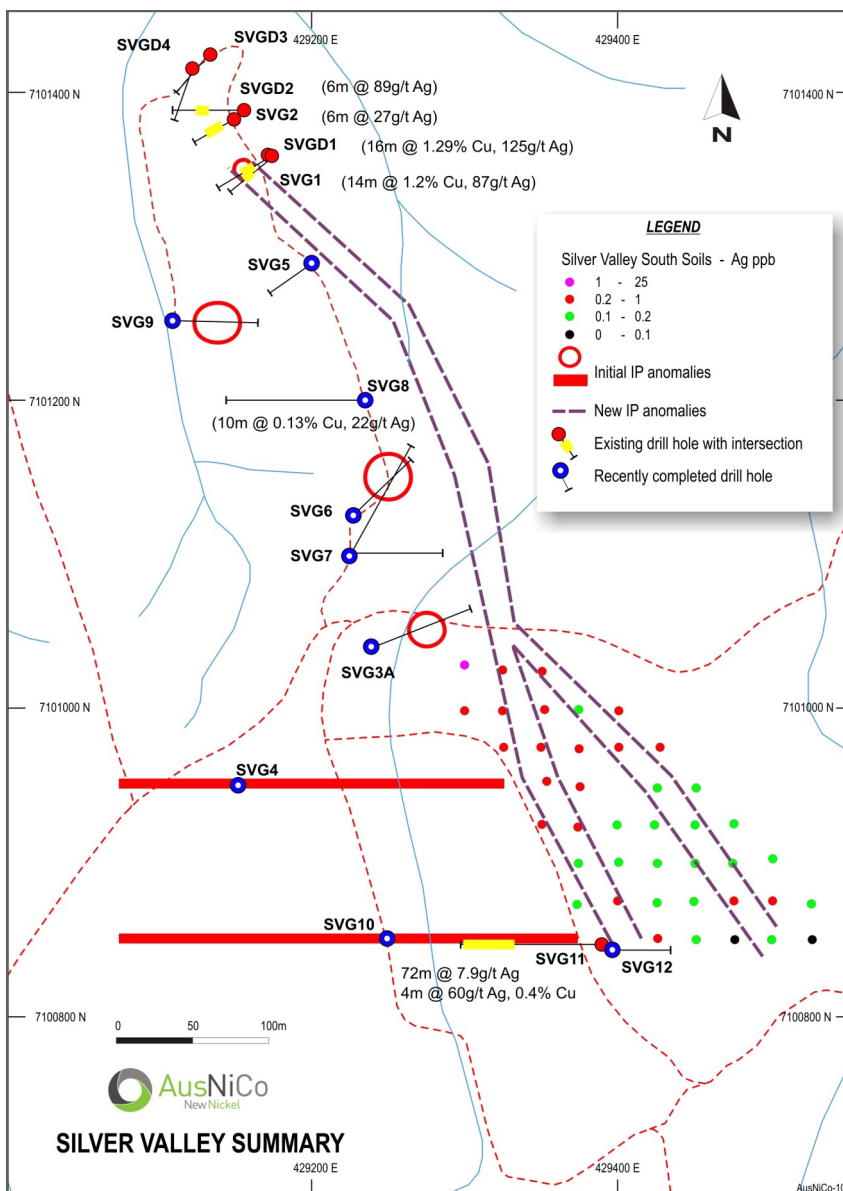 429200 E
429400 E
SVGD4
SVGD3
7101400 N
7101400 N
SVGD2
(6m @ 89g/t Ag)
SVG2
(6m @ 27g/t Ag)
SVGD1
(16m @ 1.29% Cu, 125g/t Ag)
SVG1
(14m @ 1.2% Cu, 87g/t Ag)
N
LEGEND
Silver Valley South Soils - Ag ppb
1 - 25
0.2 - 1
0.1 - 0.2
0 - 0.1
Initial IP anomalies
New IP anomalies
Existing drill hole with intersection
Recently completed drill hole
SVG5
SVG9
7101200 N
7101200 N
SVG8
(10m @ 0.13% Cu, 22g/t Ag)
SVG6
SVG7
SVG3A
7101000 N
7101000 N
SVG4
SVG10
SVG11
SVG12
72m @ 7.9g/t Ag
4m @ 60g/t Ag, 0.4% Cu
7100800 N
7100800 N
0 50 100m
AusNiCo
New Nickel
SILVER VALLEY SUMMARY
429200 E
429400 E
AusNiCo-10